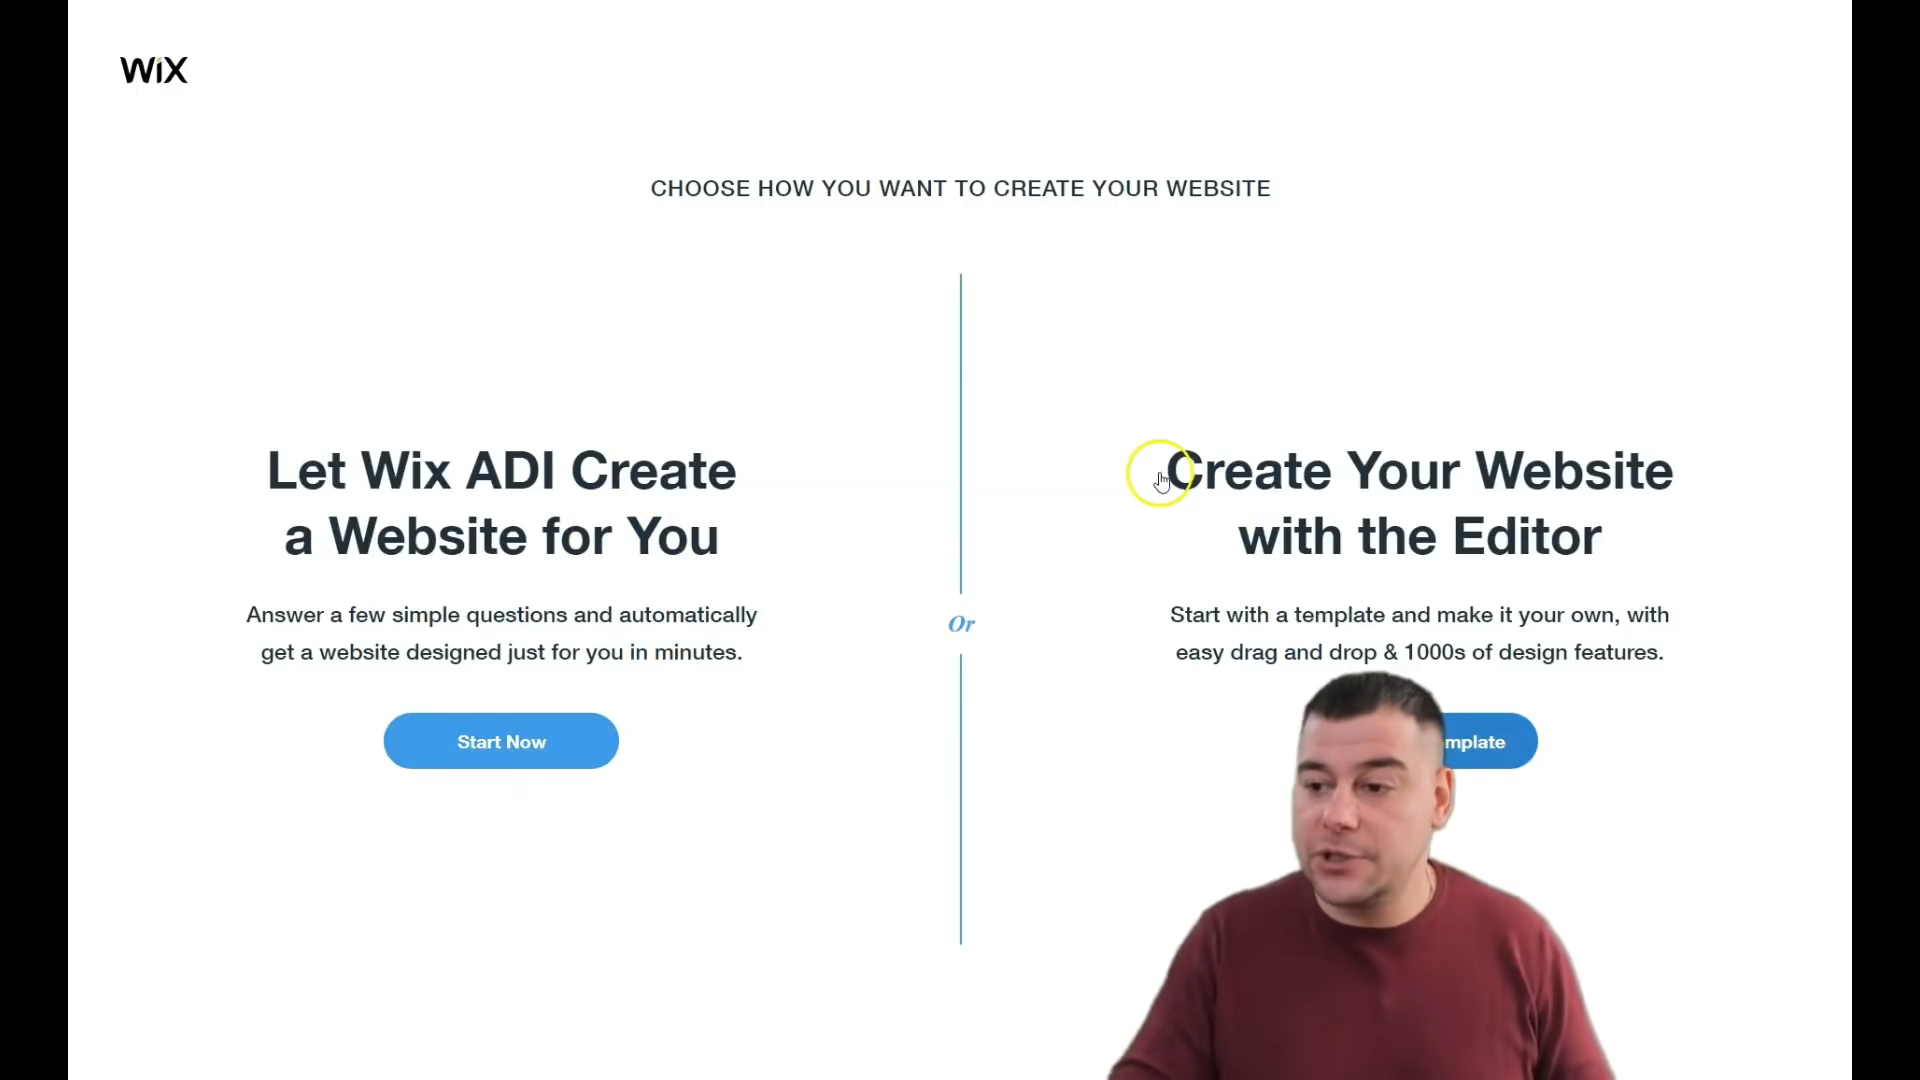 WiX
CHOOSE HOW YOU WANT TO CREATE YOUR WEBSITE
Let Wix ADI Create
a Website for You
Answer a few simple questions and automatically
get a website designed just for you in minutes.
Start Now
Or
Create Your Website
with the Editor
Start with a template and make it your own, with
easy drag and drop & 1000s of design features.